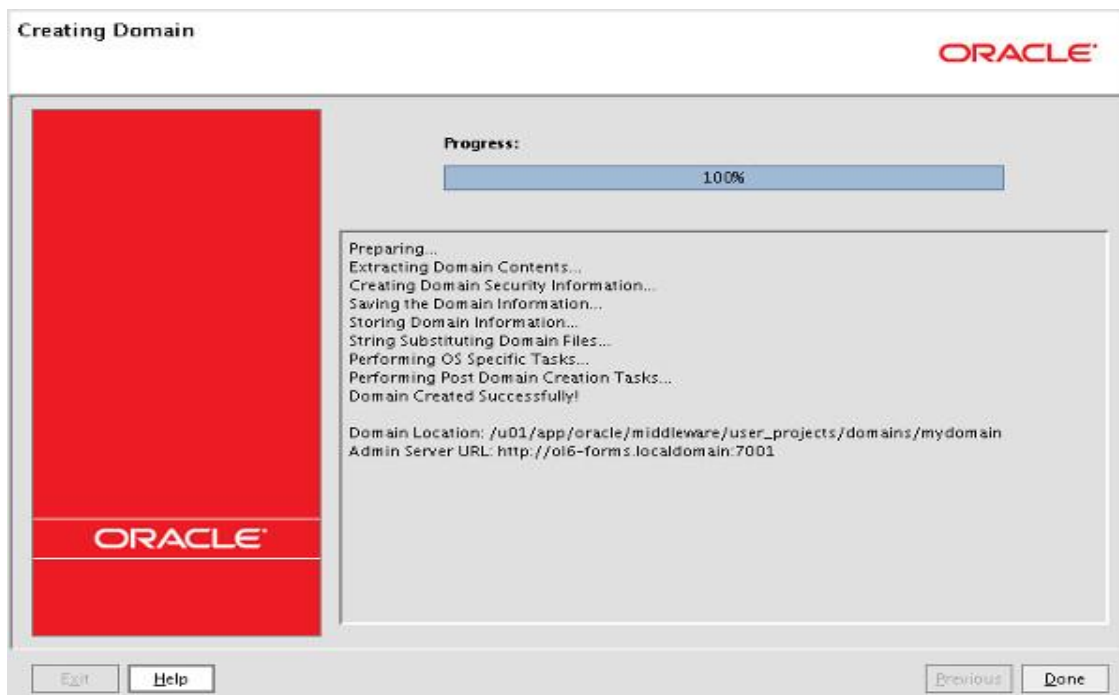 Creating Domain
ORACLE
Progress:
100%
Preparing...
Extracting Domain Contents...
Creating Domain Security Information...
Saving the Domain Information...
Storing Domain Information...
String Substituting Domain Files...
Performing OS Specific Tasks...
Performing Post Domain Creation Tasks...
Domain Created Successfully!
Domain Location: /u01/app/oracle/middleware/user_projects/domains/mydomain
Admin Server URL: http://ol6-forms.localdomain:7001
ORACLE
Exit Help Previous Done